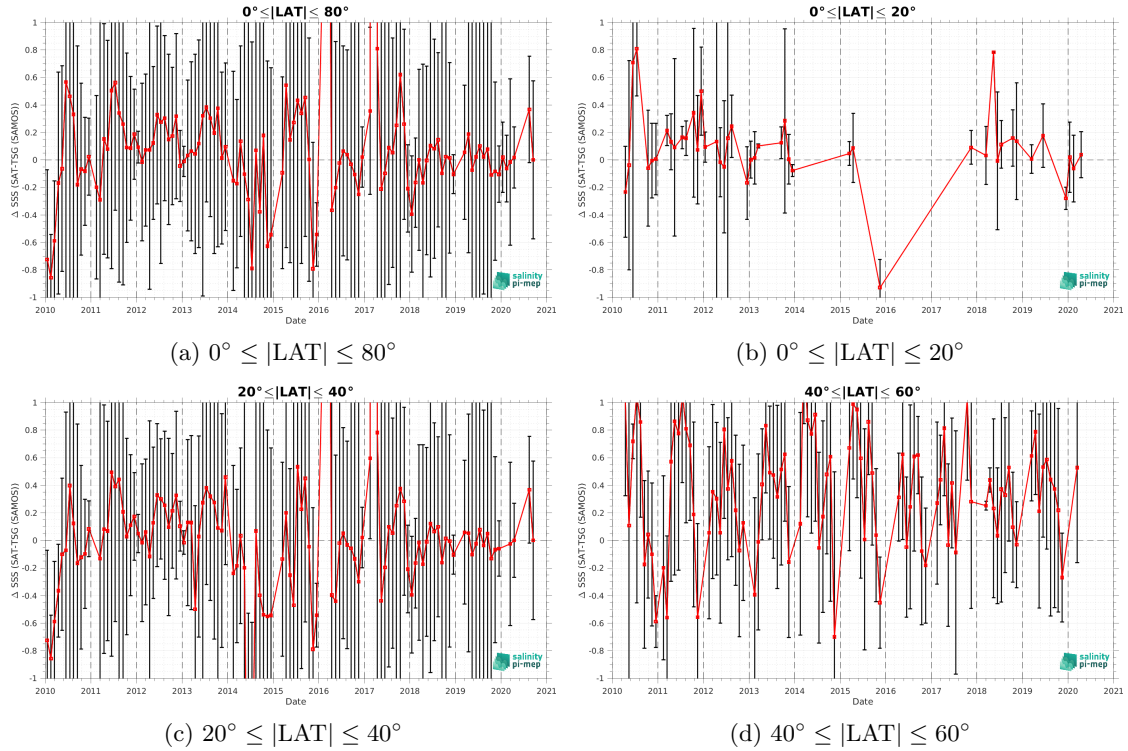 0°≤|LAT|≤ 80°
Δ SSS (SAT-TSG (SAMOS))
1
0.8
0.6
0.4
0.2
0
-0.2
-0.4
-0.6
-0.8
-1
2010 2011 2012 2013 2014 2015 2016 2017 2018 2019 2020 2021
Date
salinity
pi-mep
(a) 0° ≤ |LAT| ≤ 80°
0°≤|LAT|≤ 20°
Δ SSS (SAT-TSG (SAMOS))
1
0.8
0.6
0.4
0.2
0
-0.2
-0.4
-0.6
-0.8
-1
2011 2012 2013 2014 2015 2016 2017 2018 2019 2020 2021
Date
salinity
pi-mep
(b) 0° ≤ |LAT| ≤ 20°
20°≤|LAT|≤ 40°
Δ SSS (SAT-TSG (SAMOS))
1
0.8
0.6
0.4
0.2
0
-0.2
-0.4
-0.6
-0.8
-1
2010 2011 2012 2013 2014 2015 2016 2017 2018 2019 2020 2021
Date
salinity
pi-mep
(c) 20° ≤ |LAT| ≤ 40°
40°≤|LAT|≤ 60°
Δ SSS (SAT-TSG (SAMOS))
1
0.8
0.6
0.4
0.2
0
-0.2
-0.4
-0.6
-0.8
-1
2011 2012 2013 2014 2015 2016 2017 2018 2019 2020 2021
Date
salinity
pi-mep
(d) 40° ≤ |LAT| ≤ 60°